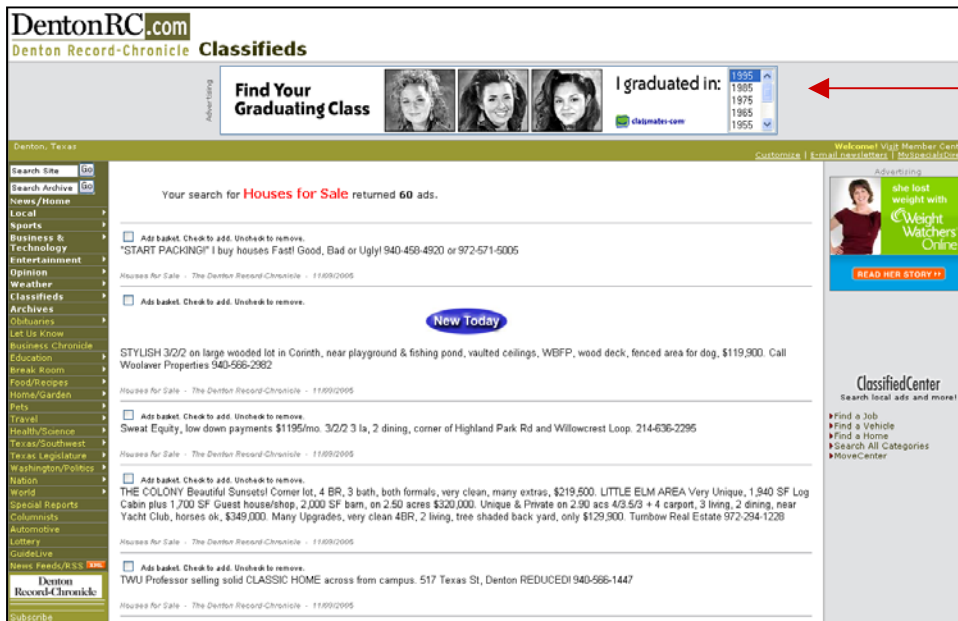 DentonRC.com
Denton Record-Chronicle Classifieds
Advertising
Find Your
Graduating Class
I graduated in:
classmates.com
1995
1985
1975
1965
1955
Denton, Texas
Welcome! Visit Member Cent
Customize | E-mail newsletters | MySpecialsDire
Search Site Go
Search Archive Go
News/Home
Local
Sports
Business &
Technology
Entertainment
Opinion
Weather
Classifieds
Archives
Obituaries
Let Us Know
Business Chronicle
Education
Break Room
Food/Recipes
Home/Garden
Pets
Travel
Health/Science
Texas/Southwest
Texas Legislature
Washington/Politics
Nation
World
Special Reports
Columnists
Automotive
Lottery
GuideLive
News Feeds/RSS XML
Denton
Record-Chronicle
Subscribe
Your search for Houses for Sale returned 60 ads.
Ads basket. Check to add. Uncheck to remove.
"START PACKING!" I buy houses Fast! Good, Bad or Ugly! 940-458-4920 or 972-571-5005
Houses for Sale - The Denton Record-Chronicle - 11/09/2005
Ads basket. Check to add. Uncheck to remove.
New Today
STYLISH 3/2/2 on large wooded lot in Corinth, near playground & fishing pond, vaulted ceilings, WBFP, wood deck, fenced area for dog, $119,900. Call
Woolaver Properties 940-566-2982
Houses for Sale - The Denton Record-Chronicle - 11/09/2005
Ads basket. Check to add. Uncheck to remove.
Sweat Equity, low down payments $1195/mo. 3/2/2 3 la, 2 dining, corner of Highland Park Rd and Willowcrest Loop. 214-636-2295
Houses for Sale - The Denton Record-Chronicle - 11/09/2005
Ads basket. Check to add. Uncheck to remove.
THE COLONY Beautiful Sunsets! Corner lot, 4 BR, 3 bath, both formals, very clean, many extras, $219,500. LITTLE ELM AREA Very Unique, 1,940 SF Log
Cabin plus 1,700 SF Guest house/shop, 2,000 SF barn, on 2.50 acres $320,000. Unique & Private on 2.90 acs 4/3.5/3 + 4 carport, 3 living, 2 dining, near
Yacht Club, horses ok, $349,000. Many Upgrades, very clean 4BR, 2 living, tree shaded back yard, only $129,900. Turnbow Real Estate 972-294-1228
Houses for Sale - The Denton Record-Chronicle - 11/09/2005
Ads basket. Check to add. Uncheck to remove.
TWU Professor selling solid CLASSIC HOME across from campus. 517 Texas St, Denton REDUCED! 940-566-1447
Houses for Sale - The Denton Record-Chronicle - 11/09/2005
Advertising
she lost
weight with
WeightWatchers
Online
READ HER STORY
ClassifiedCenter
Search local ads and more!
Find a Job
Find a Vehicle
Find a Home
Search All Categories
MoveCenter